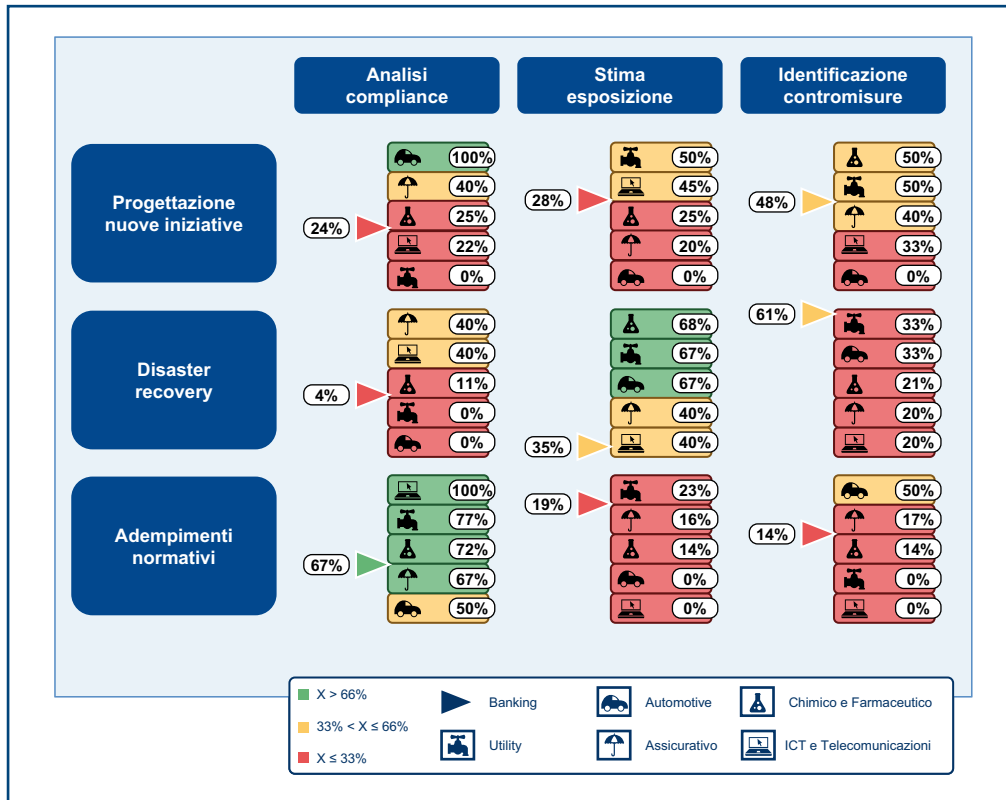 Analisi
compliance
Stima
esposizione
Identificazione
contromisure
Progettazione
nuove iniziative
24%
100%
40%
25%
22%
0%
28%
50%
45%
25%
20%
0%
48%
50%
50%
40%
33%
0%
Disaster
recovery
4%
40%
40%
11%
0%
0%
35%
68%
67%
67%
40%
40%
61%
33%
33%
21%
20%
20%
Adempimenti
normativi
67%
100%
77%
72%
67%
50%
19%
23%
16%
14%
0%
0%
14%
50%
17%
14%
0%
0%
X > 66%
33% < X ≤ 66%
X ≤ 33%
Banking
Automotive
Chimico e Farmaceutico
Utility
Assicurativo
ICT e Telecomunicazioni